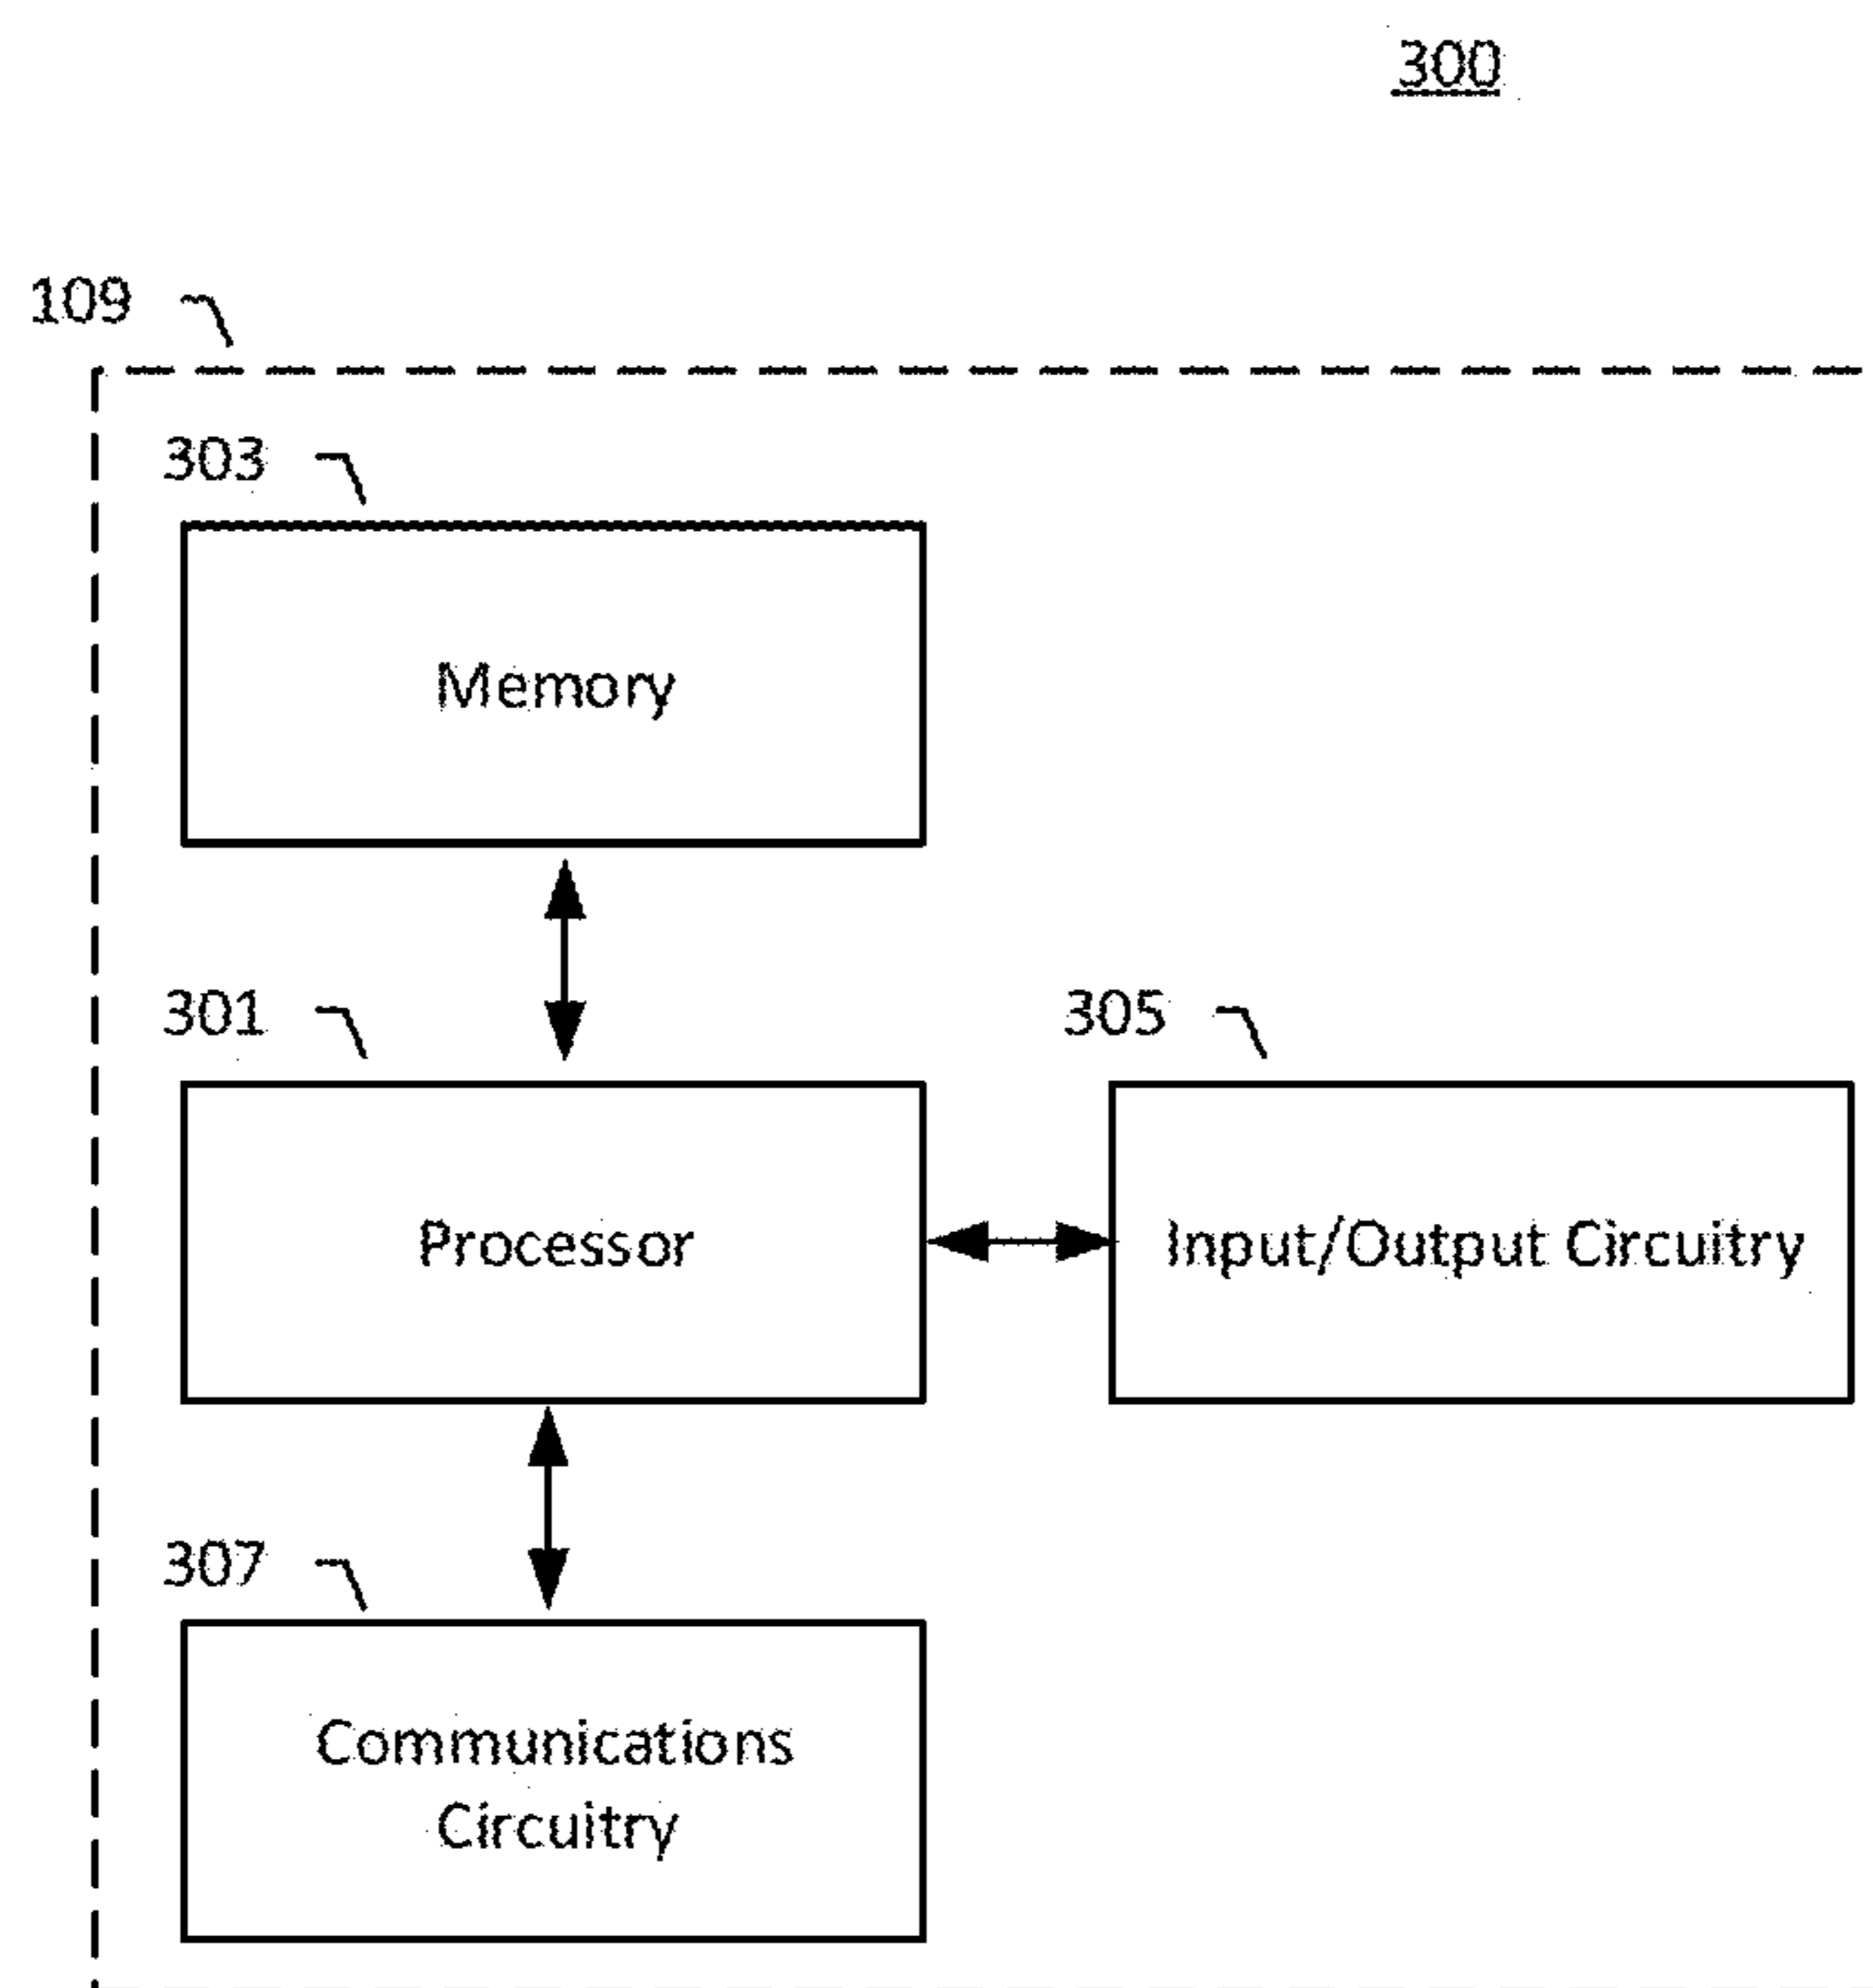 300
109
303
Memory
301
305
Processor
Input/Output Circuitry
307
Communications
Circuitry